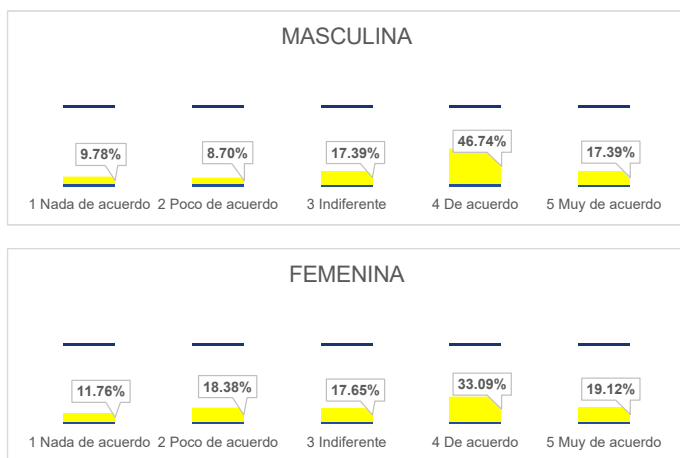 MASCULINA
9.78% 8.70% 17.39% 46.74% 17.39%
1 Nada de acuerdo 2 Poco de acuerdo 3 Indiferente 4 De acuerdo 5 Muy de acuerdo
FEMENINA
11.76% 18.38% 17.65% 33.09% 19.12%
1 Nada de acuerdo 2 Poco de acuerdo 3 Indiferente 4 De acuerdo 5 Muy de acuerdo